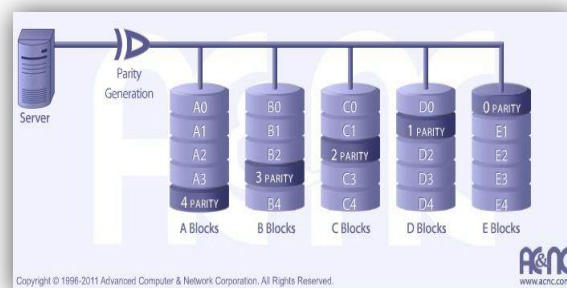 Server
Parity
Generation
A0 B0 C0 D0 0 PARITY
A1 B1 C1 1 PARITY E1
A2 B2 2 PARITY D2 E2
A3 3 PARITY C3 D3 E3
4 PARITY B4 C4 D4 E4
A Blocks B Blocks C Blocks D Blocks E Blocks
AC&NC
www.acnc.com
Copyright © 1996-2011 Advanced Computer & Network Corporation. All Rights Reserved.